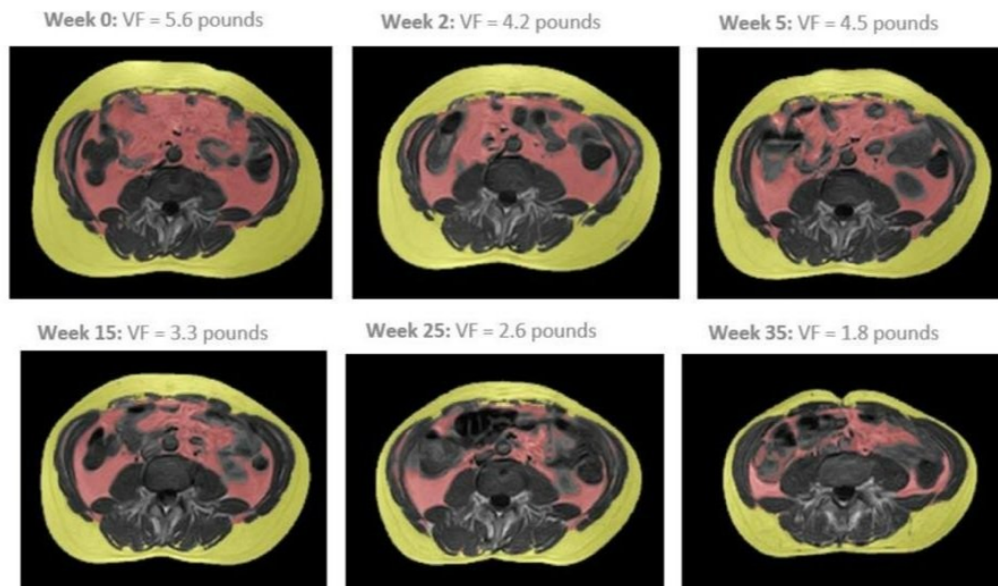 Week 0: VF = 5.6 pounds
Week 2: VF = 4.2 pounds
Week 5: VF = 4.5 pounds
Week 15: VF = 3.3 pounds
Week 25: VF = 2.6 pounds
Week 35: VF = 1.8 pounds